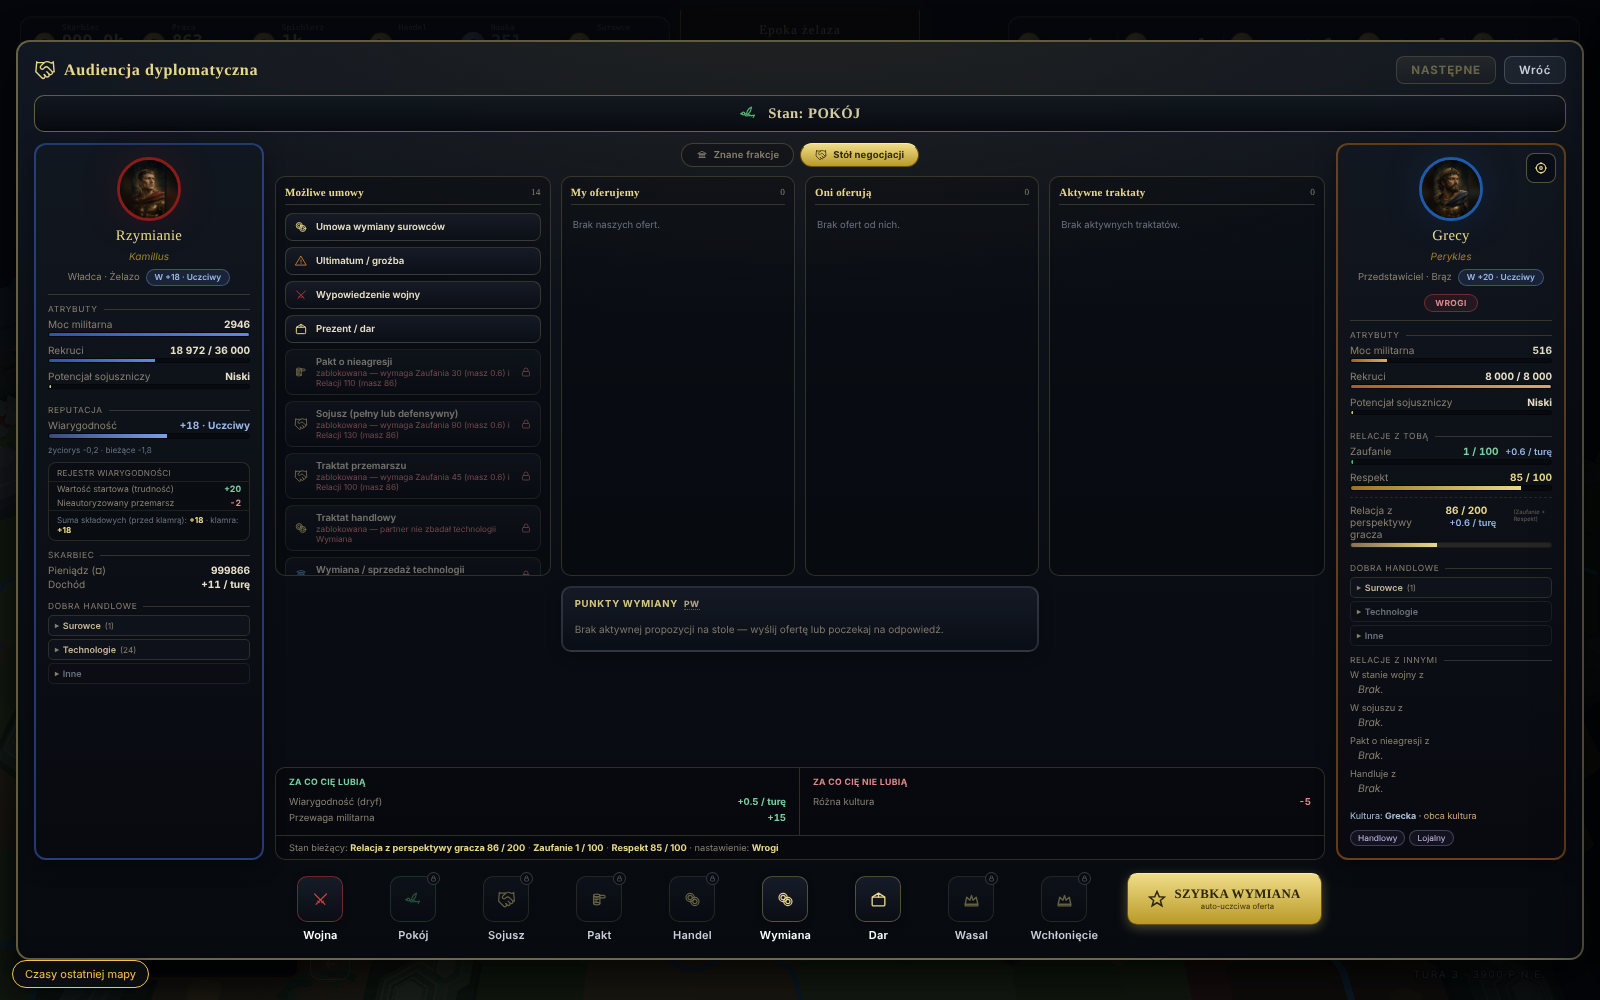 Epoka żelaza
Audiencja dyplomatyczna
NASTĘPNE
Wróć
Stan: POKÓJ
Rzymianie
Kamillus
Władca · Żelazo
W +18 · Uczciwy
ATRYBUTY
Moc militarna 2946
Rekruci 18 972 / 36 000
Potencjał sojuszniczy Niski
REPUTACJA
Wiarygodność +18 · Uczciwy
życiorys -0,2 · bieżące -1,8
REJESTR WIARYGODNOŚCI
Wartość startowa (trudność) +20
Nieautoryzowany przemarsz -2
Suma składowych (przed klamrą): +18 · klamra:
+18
SKARBIEC
Pieniądz (¤) 999866
Dochód +11 / turę
DOBRA HANDLOWE
▸ Surowce (1)
▸ Technologie (24)
▸ Inne
Znane frakcje
Stół negocjacji
Możliwe umowy 14
Umowa wymiany surowców
Ultimatum / groźba
Wypowiedzenie wojny
Prezent / dar
Pakt o nieagresji
zablokowana — wymaga Zaufania 30 (masz 0.6) i
Relacji 110 (masz 86)
Sojusz (pełny lub defensywny)
zablokowana — wymaga Zaufania 90 (masz 0.6) i
Relacji 130 (masz 86)
Traktat przemarszu
zablokowana — wymaga Zaufania 45 (masz 0.6) i
Relacji 100 (masz 86)
Traktat handlowy
zablokowana — partner nie zbadał technologii
Wymiana
Wymiana / sprzedaż technologii
My oferujemy 0
Brak naszych ofert.
Oni oferują 0
Brak ofert od nich.
Aktywne traktaty 0
Brak aktywnych traktatów.
PUNKTY WYMIANY PW
Brak aktywnej propozycji na stole — wyślij ofertę lub poczekaj na odpowiedź.
ZA CO CIĘ LUBIĄ
Wiarygodność (dryf) +0.5 / turę
Przewaga militarna +15
ZA CO CIĘ NIE LUBIĄ
Różna kultura -5
Stan bieżący: Relacja z perspektywy gracza 86 / 200 · Zaufanie 1 / 100 · Respekt 85 / 100 · nastawienie: Wrogi
Grecy
Perykles
Przedstawiciel · Brąz
W +20 · Uczciwy
WROGI
ATRYBUTY
Moc militarna 516
Rekruci 8 000 / 8 000
Potencjał sojuszniczy Niski
RELACJE Z TOBĄ
Zaufanie 1 / 100 +0.6 / turę
Respekt 85 / 100
Relacja z perspektywy gracza 86 / 200 +0.6 / turę (Zaufanie + Respekt)
DOBRA HANDLOWE
▸ Surowce (1)
▸ Technologie
▸ Inne
RELACJE Z INNYMI
W stanie wojny z
Brak.
W sojuszu z
Brak.
Pakt o nieagresji z
Brak.
Handluje z
Brak.
Kultura: Grecka · obca kultura
Handlowy
Lojalny
Wojna
Pokój
Sojusz
Pakt
Handel
Wymiana
Dar
Wasal
Wchłonięcie
SZYBKA WYMIANA
auto-uczciwa oferta
Czasy ostatniej mapy
TURA 3 · 3900 P.N.E.